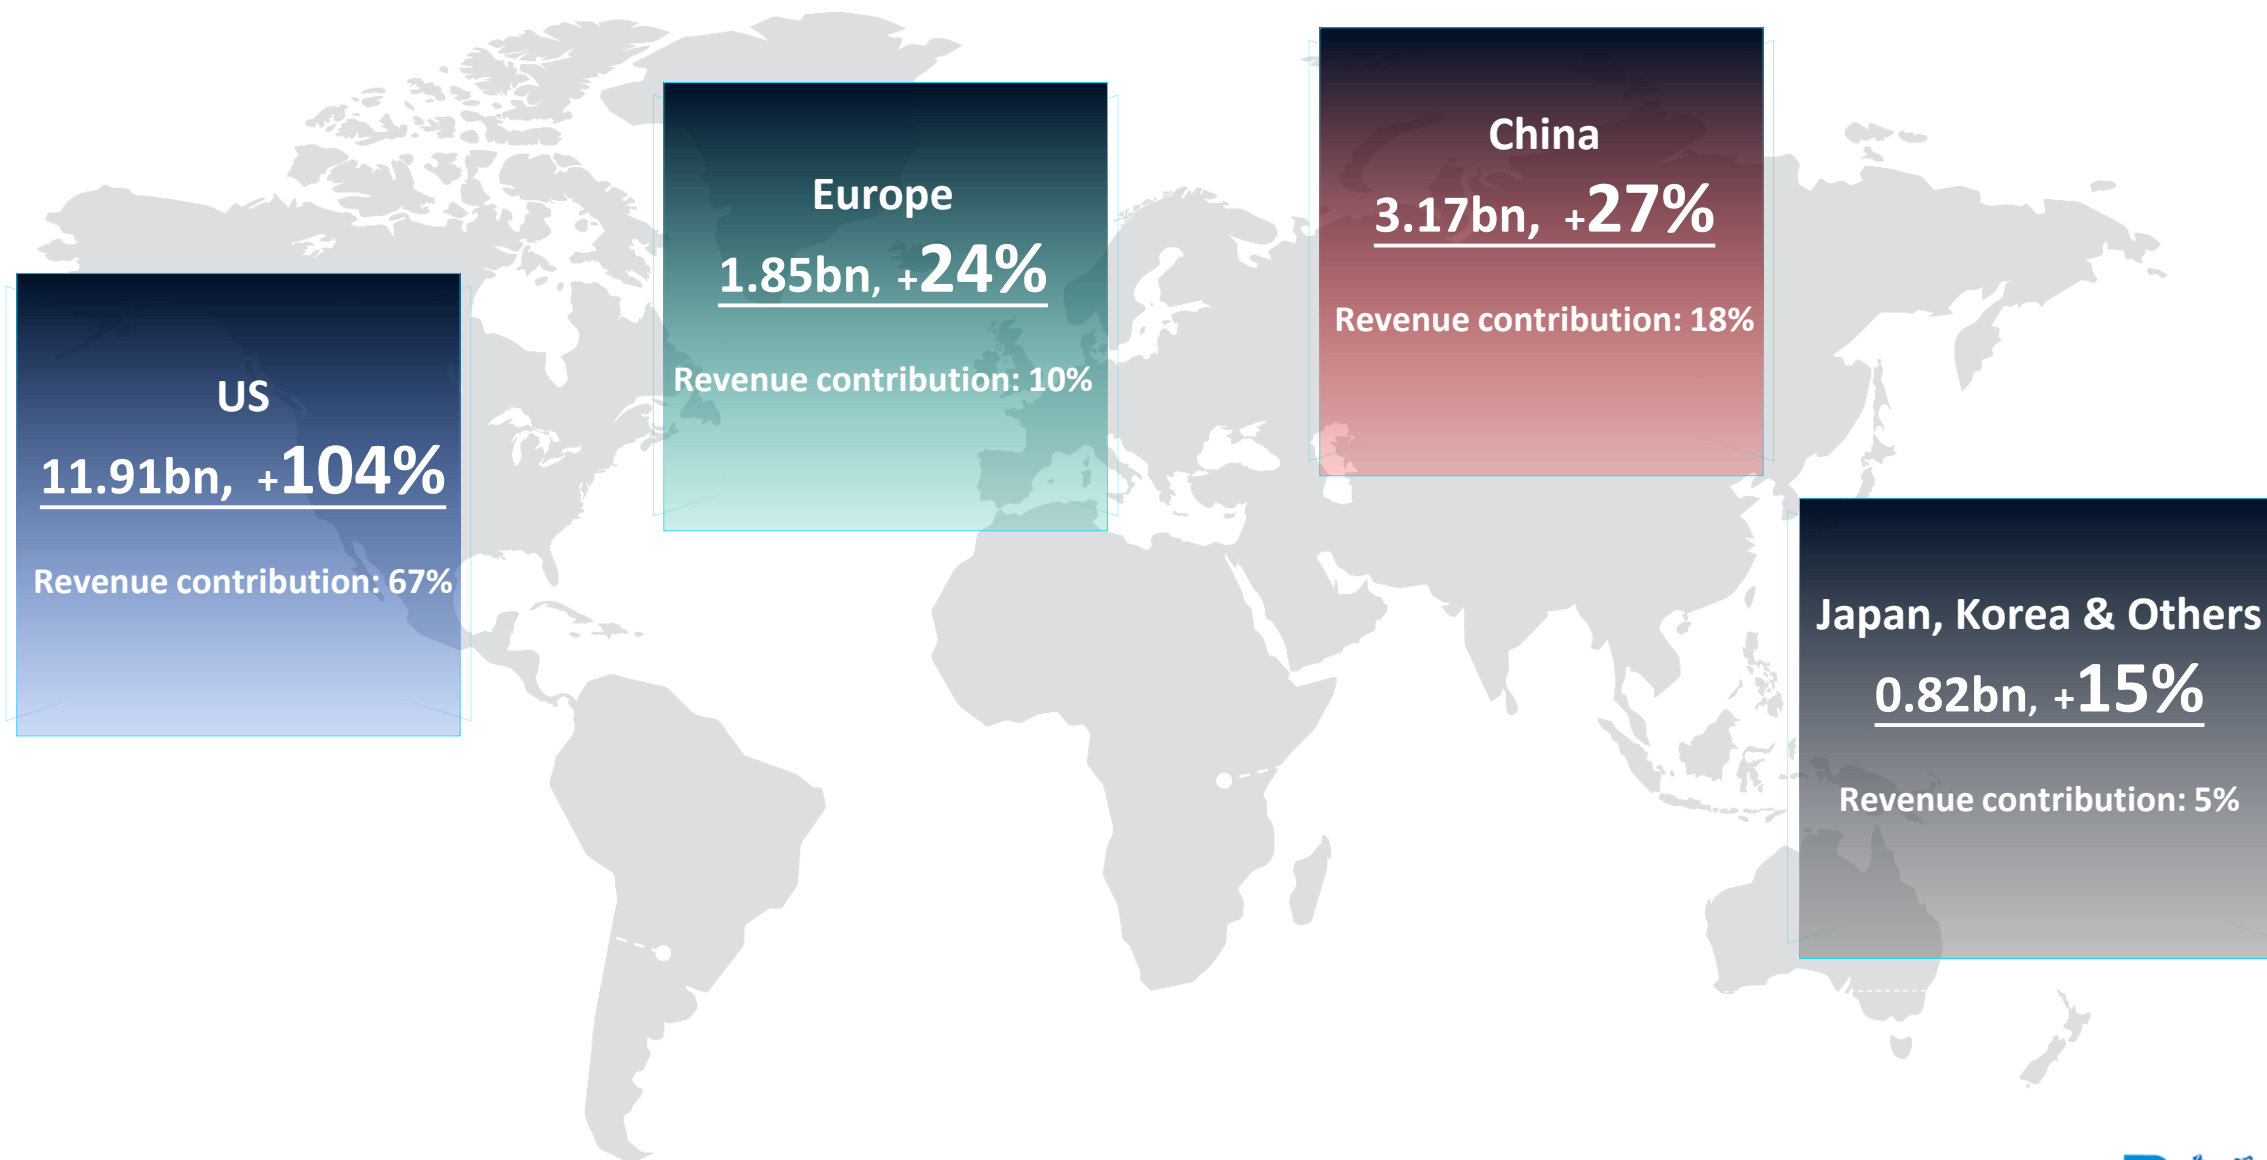 US
11.91bn, +104%
Revenue contribution: 67%
Europe
1.85bn, +24%
Revenue contribution: 10%
China
3.17bn, +27%
Revenue contribution: 18%
Japan, Korea & Others
0.82bn, +15%
Revenue contribution: 5%